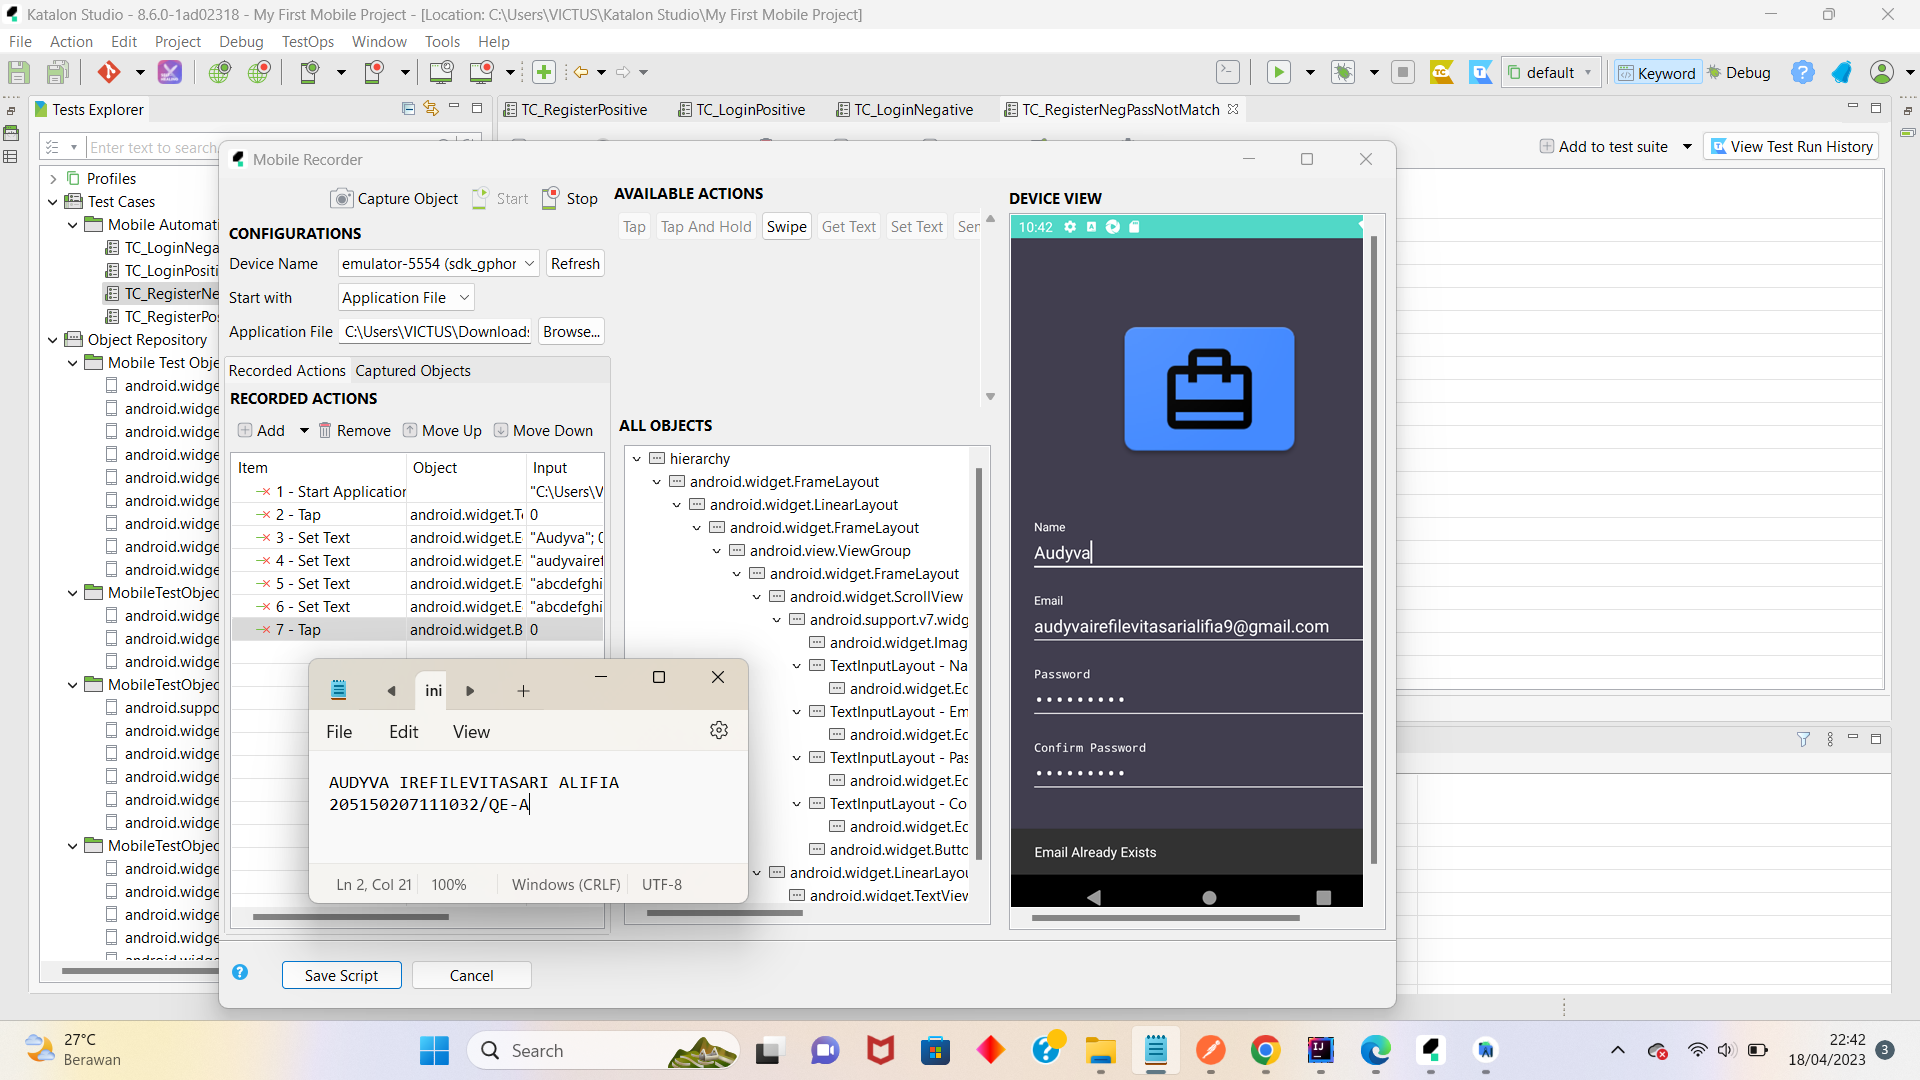 Katalon Studio - 8.6.0-1ad02318 - My First Mobile Project - [Location: C:\Users\VICTUS\Katalon Studio\My First Mobile Project]
File Action Edit Project Debug TestOps Window Tools Help
default Keyword Debug
Tests Explorer
TC_RegisterPositive TC_LoginPositive TC_LoginNegative TC_RegisterNegPassNotMatch
Enter text to search.
Add to test suite View Test Run History
Profiles
Test Cases
Mobile Automati
TC_LoginNega
TC_LoginPositi
TC_RegisterNe
TC_RegisterPos
Object Repository
Mobile Test Obje
android.widge
android.widge
android.widge
android.widge
android.widge
android.widge
android.widge
android.widge
android.widge
MobileTestObjec
android.widge
android.widge
android.widge
MobileTestObjec
android.suppo
android.widge
android.widge
android.widge
android.widge
android.widge
MobileTestObjec
android.widge
android.widge
android.widge
android.widge
Mobile Recorder
Capture Object Start Stop
CONFIGURATIONS
Device Name emulator-5554 (sdk_gphor Refresh
Start with Application File
Application File C:\Users\VICTUS\Downloads Browse...
Recorded Actions Captured Objects
RECORDED ACTIONS
Add Remove Move Up Move Down
Item Object Input
1 - Start Application "C:\Users\V
2 - Tap android.widget.Te 0
3 - Set Text android.widget.E "Audyva"; 0
4 - Set Text android.widget.E "audyvairef
5 - Set Text android.widget.E "abcdefghi
6 - Set Text android.widget.E "abcdefghi
7 - Tap android.widget.B 0
AVAILABLE ACTIONS
Tap Tap And Hold Swipe Get Text Set Text Sen
ALL OBJECTS
hierarchy
android.widget.FrameLayout
android.widget.LinearLayout
android.widget.FrameLayout
android.view.ViewGroup
android.widget.FrameLayout
android.widget.ScrollView
android.support.v7.widg
android.widget.Imag
TextInputLayout - Na
android.widget.Ec
TextInputLayout - Em
android.widget.Ec
TextInputLayout - Pas
android.widget.Ec
TextInputLayout - Co
android.widget.Ec
android.widget.Butto
android.widget.LinearLayou
android.widget.TextView
DEVICE VIEW
10:42
Name
Audyva
Email
audyvairefilevitasarialifia9@gmail.com
Password
Confirm Password
Email Already Exists
ini
File Edit View
AUDYVA IREFILEVITASARI ALIFIA
205150207111032/QE-A
Ln 2, Col 21 100% Windows (CRLF) UTF-8
Save Script Cancel
27°C
Berawan
Search
22:42
18/04/2023 3